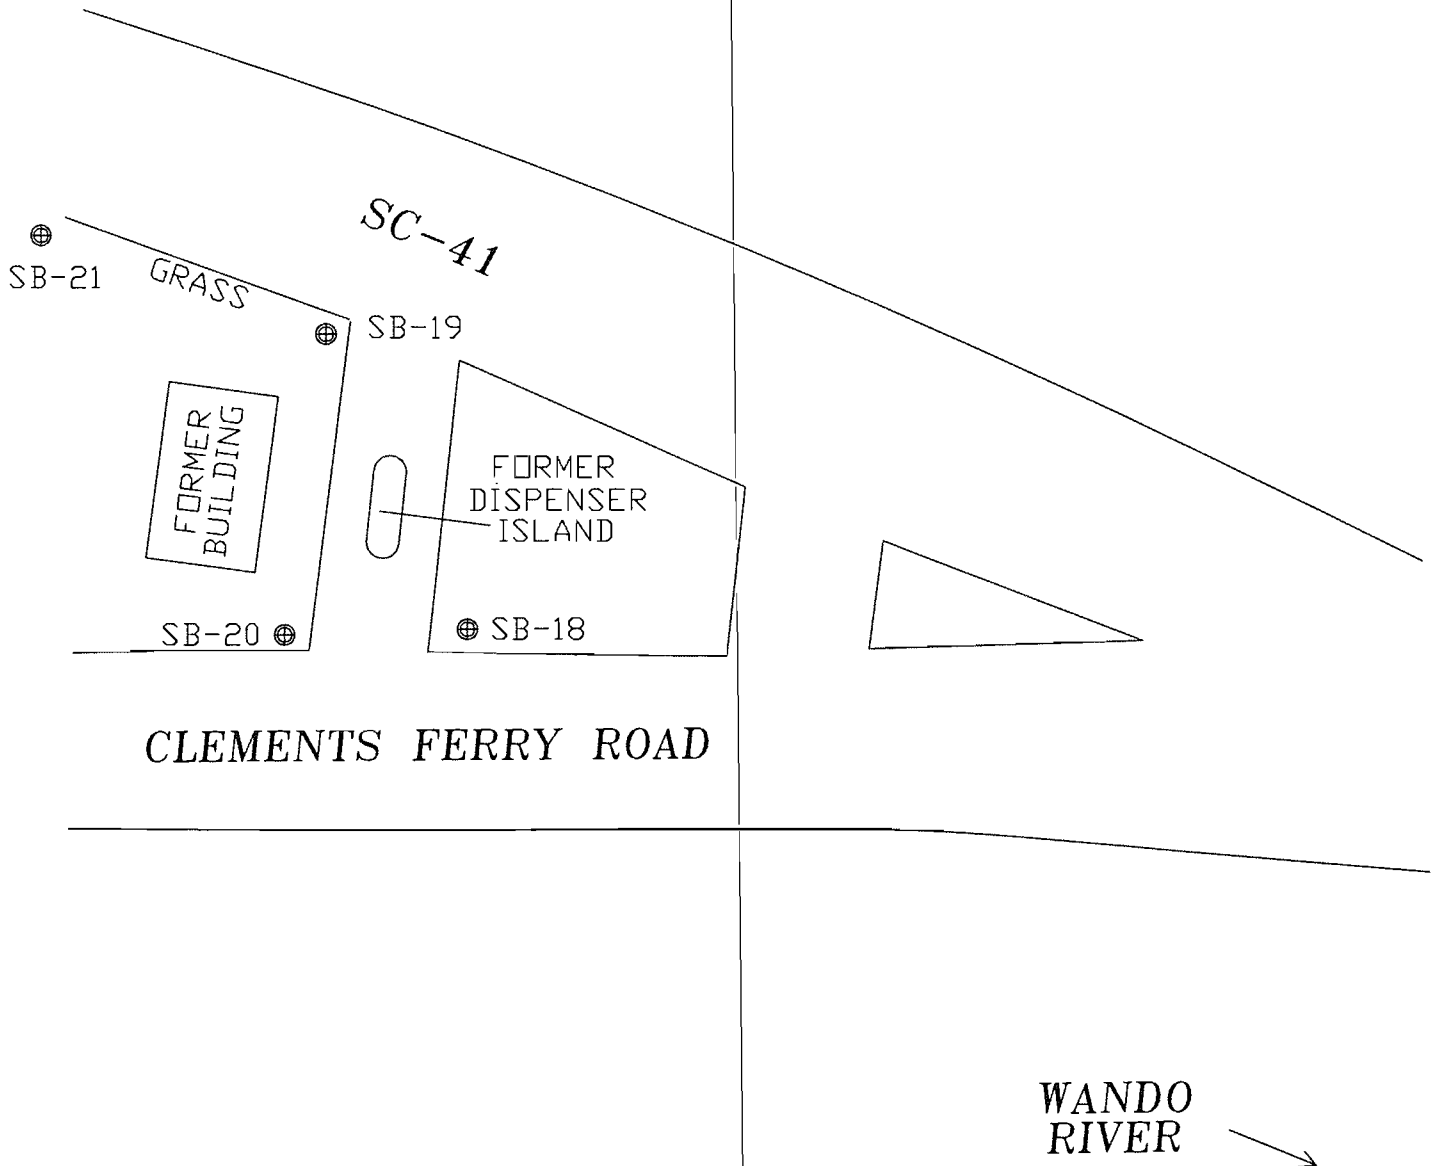 SC-41
SB-21
GRASS
SB-19
FORMER
BUILDING
FORMER
DISPENSER
ISLAND
SB-20
SB-18
CLEMENTS FERRY ROAD
WANDO
RIVER